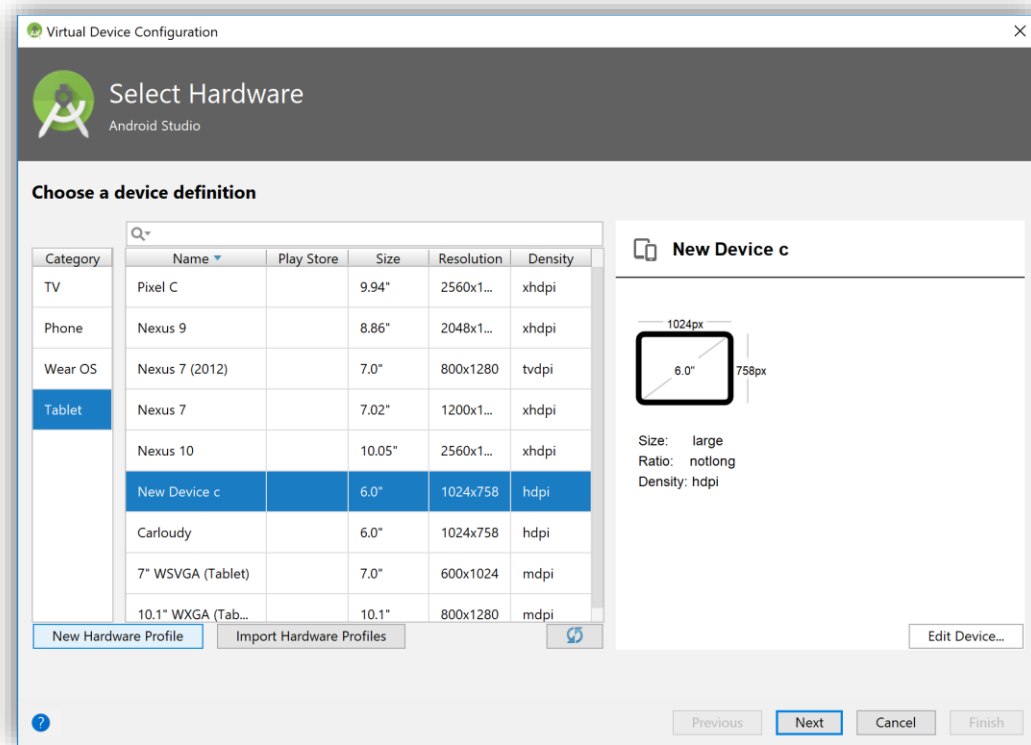 Virtual Device Configuration
Select Hardware
Android Studio
Choose a device definition
Category
TV
Phone
Wear OS
Tablet
Name Play Store Size Resolution Density
Pixel C 9.94" 2560x1... xhdpi
Nexus 9 8.86" 2048x1... xhdpi
Nexus 7 (2012) 7.0" 800x1280 tvdpi
Nexus 7 7.02" 1200x1... xhdpi
Nexus 10 10.05" 2560x1... xhdpi
New Device c 6.0" 1024x758 hdpi
Carloudy 6.0" 1024x758 hdpi
7" WSVGA (Tablet) 7.0" 600x1024 mdpi
10.1" WXGA (Tab... 10.1" 800x1280 mdpi
New Hardware Profile Import Hardware Profiles
New Device c
1024px
6.0" 758px
Size: large
Ratio: notlong
Density: hdpi
Edit Device...
? Previous Next Cancel Finish